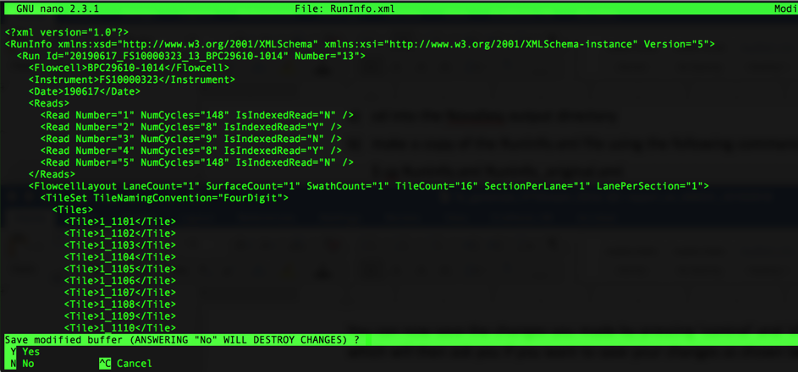 GNU nano 2.3.1 File: RunInfo.xml Modi
<?xml version="1.0"?>
<RunInfo xmlns:xsd="http://www.w3.org/2001/XMLSchema" xmlns:xsi="http://www.w3.org/2001/XMLSchema-instance" Version="5">
<Run Id="20190617_FS10000323_13_BPC29610-1014" Number="13">
<Flowcell>BPC29610-1014</Flowcell>
<Instrument>FS10000323</Instrument>
<Date>190617</Date>
<Reads>
<Read Number="1" NumCycles="148" IsIndexedRead="N" />
<Read Number="2" NumCycles="8" IsIndexedRead="Y" />
<Read Number="3" NumCycles="9" IsIndexedRead="N" />
<Read Number="4" NumCycles="8" IsIndexedRead="Y" />
<Read Number="5" NumCycles="148" IsIndexedRead="N" />
</Reads>
<FlowcellLayout LaneCount="1" SurfaceCount="1" SwathCount="1" TileCount="16" SectionPerLane="1" LanePerSection="1">
<TileSet TileNamingConvention="FourDigit">
<Tiles>
<Tile>1_1101</Tile>
<Tile>1_1102</Tile>
<Tile>1_1103</Tile>
<Tile>1_1104</Tile>
<Tile>1_1105</Tile>
<Tile>1_1106</Tile>
<Tile>1_1107</Tile>
<Tile>1_1108</Tile>
<Tile>1_1109</Tile>
<Tile>1_1110</Tile>
Save modified buffer (ANSWERING "No" WILL DESTROY CHANGES) ?
Y Yes
N No ^C Cancel